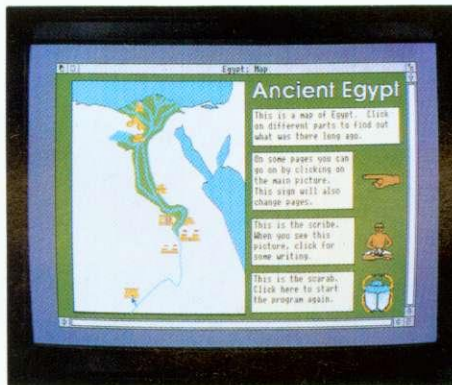 Egypt: Map
Ancient Egypt
This is a map of Egypt. Click
on different parts to find out
what was there long ago.
On some pages you can
go on by clicking on
the main picture.
This sign will also
change pages.
This is the scribe.
When you see this
picture, click for
some writing.
This is the scarab.
Click here to start
the program again.